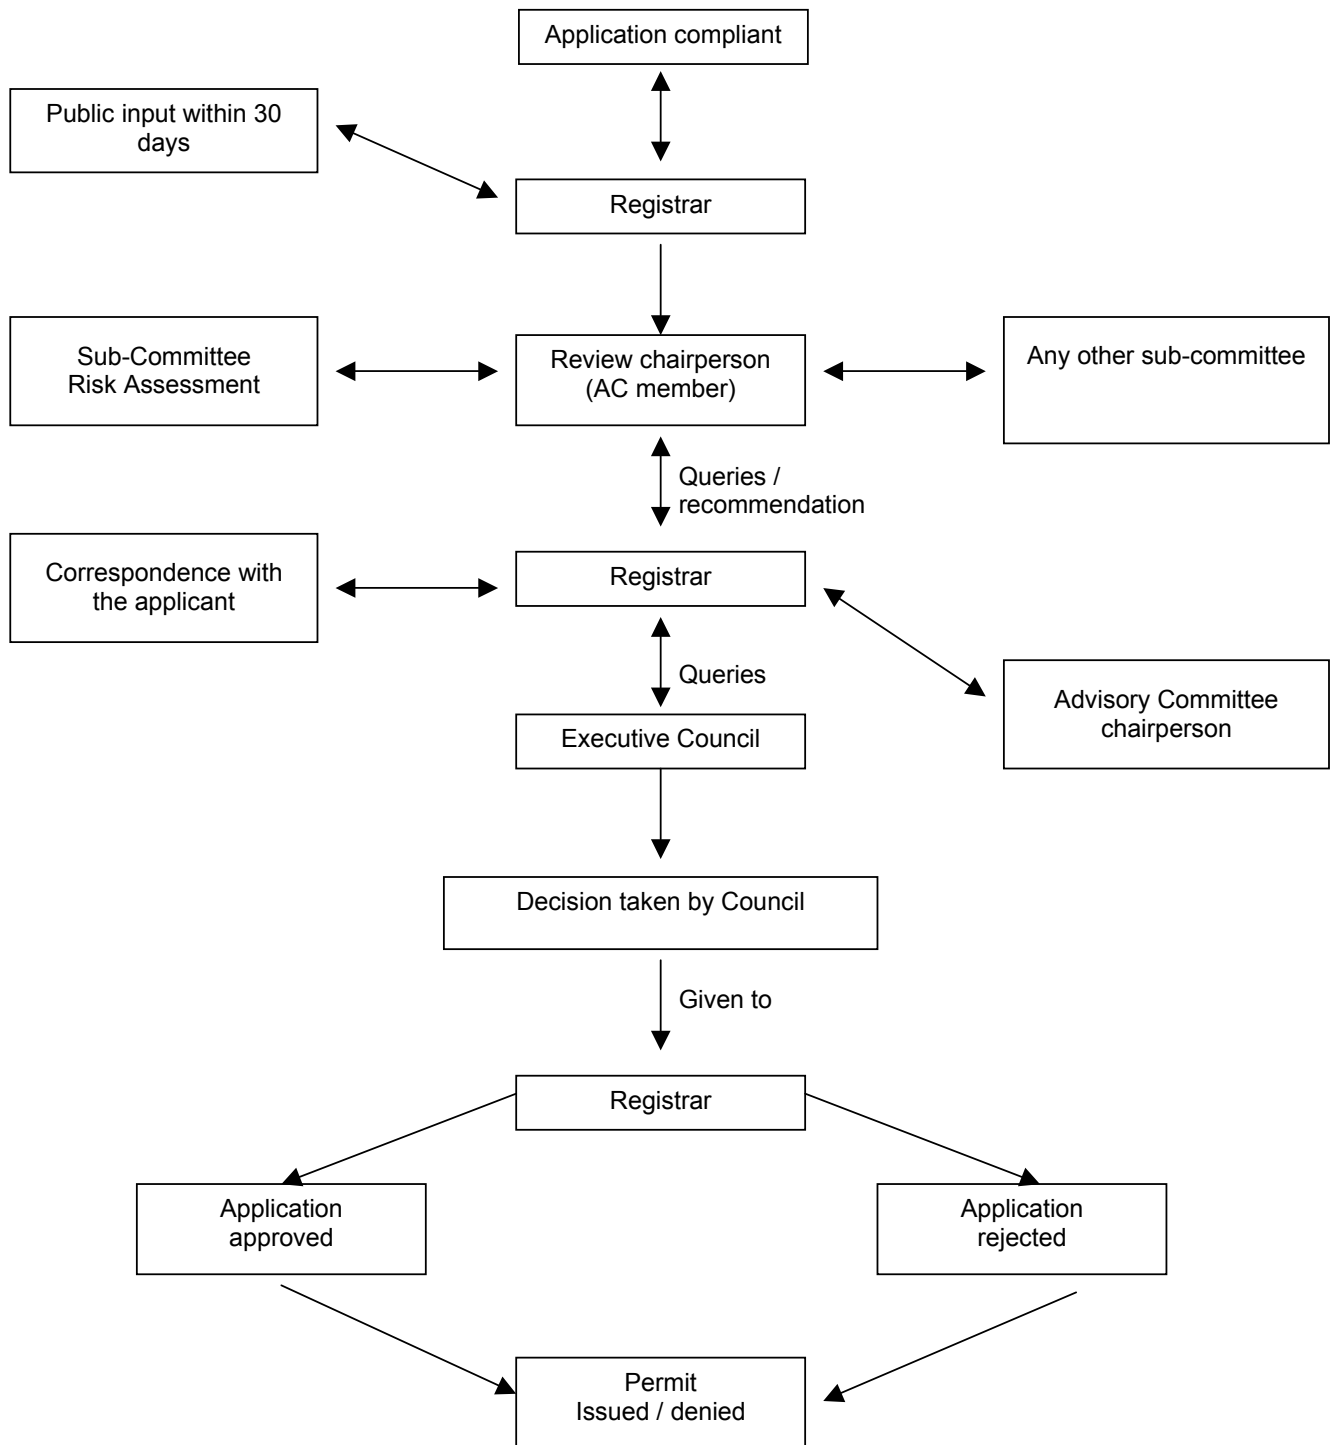 Application compliant
Public input within 30
days
Registrar
Sub-Committee
Risk Assessment
Review chairperson
(AC member)
Any other sub-committee
Queries /
recommendation
Correspondence with
the applicant
Registrar
Queries
Advisory Committee
chairperson
Executive Council
Decision taken by Council
Given to
Registrar
Application
approved
Application
rejected
Permit
Issued / denied